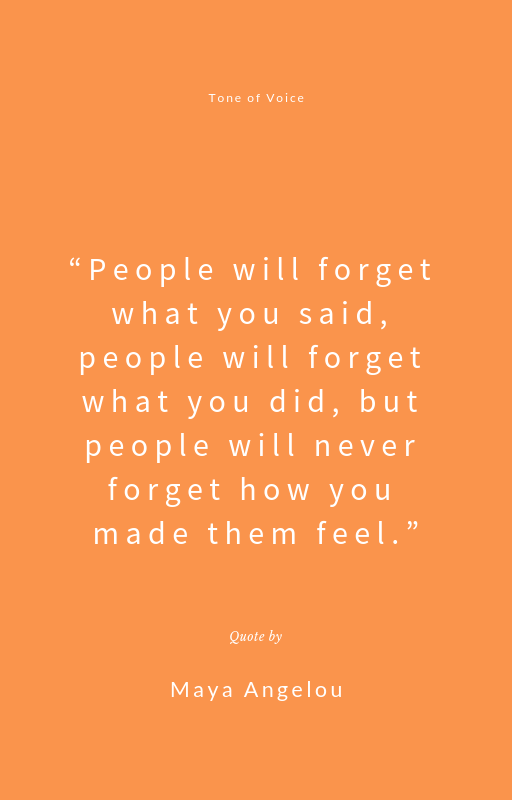 Tone of Voice
“People will forget
what you said,
people will forget
what you did, but
people will never
forget how you
made them feel.”
Quote by
Maya Angelou